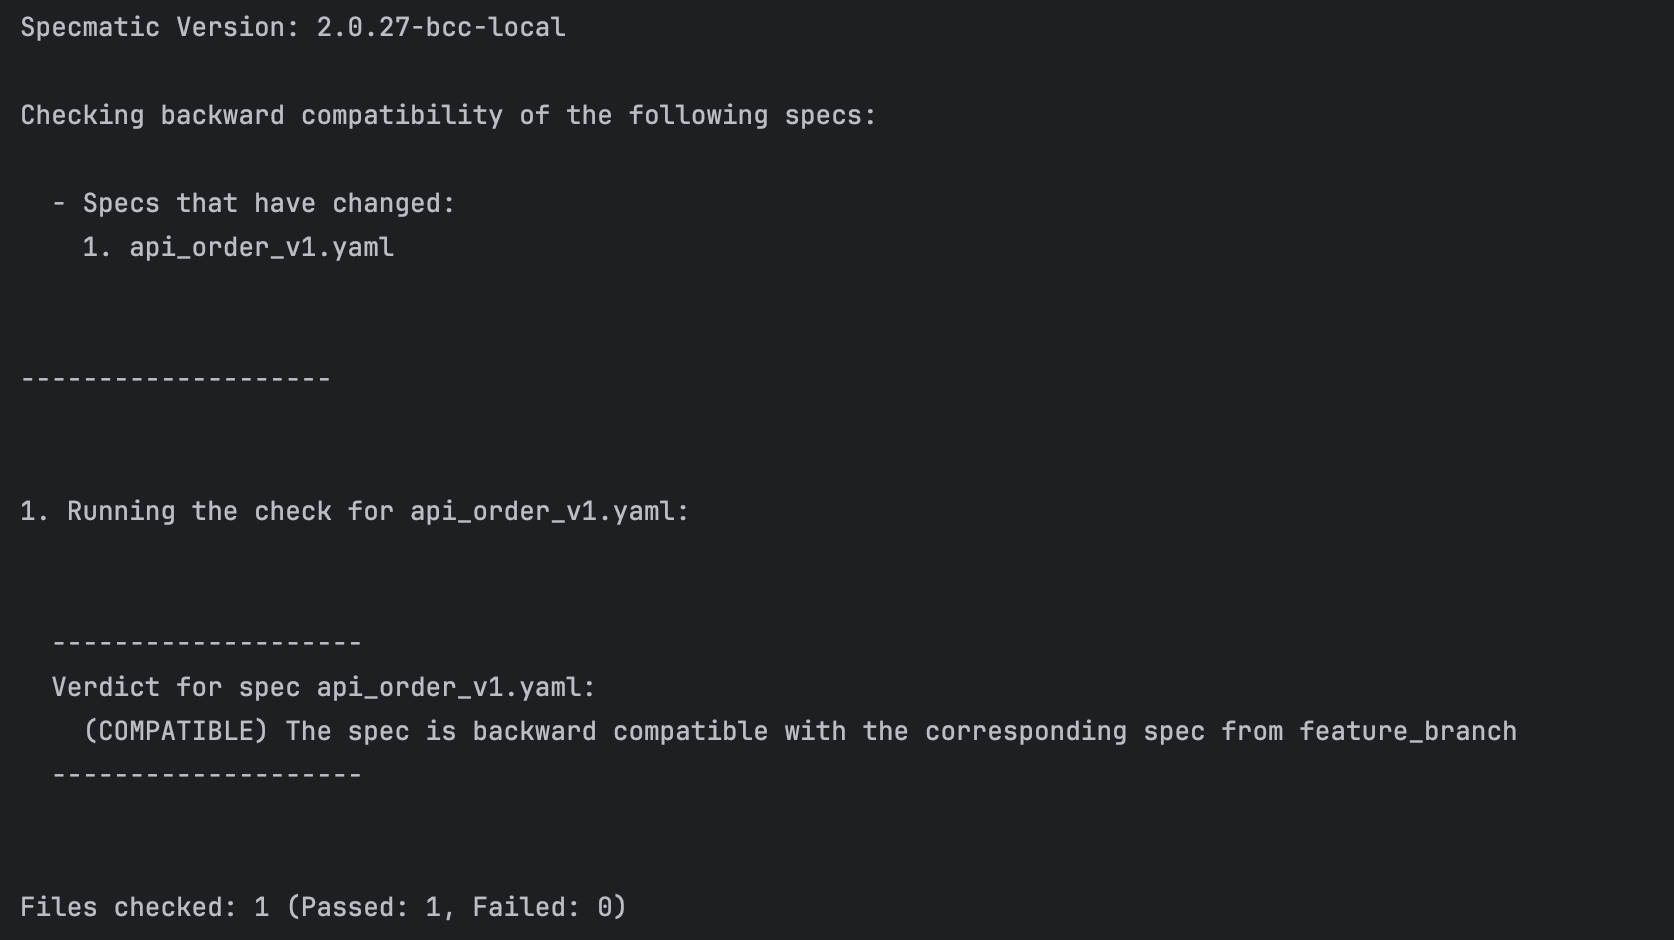 Specmatic Version: 2.0.27-bcc-local
Checking backward compatibility of the following specs:
- Specs that have changed:
1. api_order_v1.yaml
--------------------
1. Running the check for api_order_v1.yaml:
--------------------
Verdict for spec api_order_v1.yaml:
(COMPATIBLE) The spec is backward compatible with the corresponding spec from feature_branch
--------------------
Files checked: 1 (Passed: 1, Failed: 0)